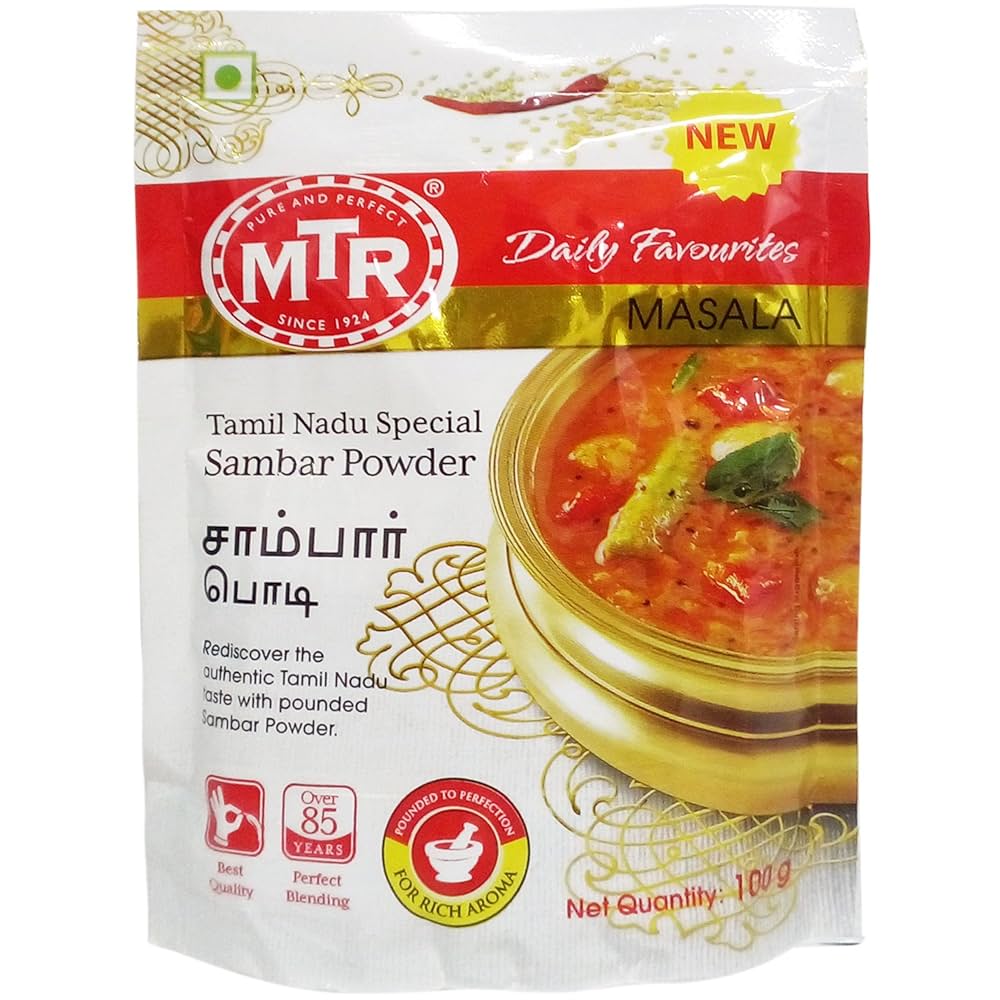 NEW
PURE AND PERFECT
MTR
®
SINCE 1924
Daily Favourites
MASALA
Tamil Nadu Special
Sambar Powder
சாம்பார்
பொடி
Rediscover the
authentic Tamil Nadu
taste with pounded
Sambar Powder.
Best
Quality
Over
85
YEARS
Perfect
Blending
POUNDED TO PERFECTION
FOR RICH AROMA
Net Quantity: 100 g